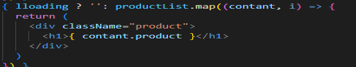 { lloading ? '': productList.map((contant, i) => {
return (
<div className="product">
<h1>{ contant.product }</h1>
</div>
)
}) }